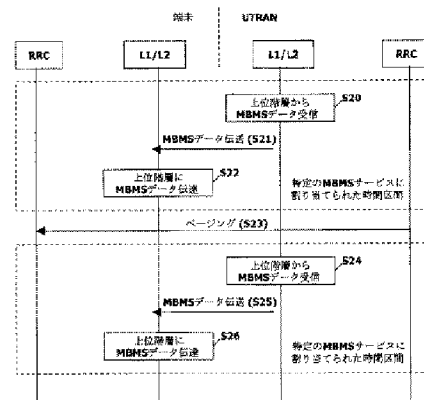 端末 UTRAN
RRC L1/L2 L1/L2 RRC
上位階層から
MBMSデータ受信
S20
MBMSデータ伝送 (S21)
上位階層に
MBMSデータ伝達
S22
特定のMBMSサービスに
割り当てられた時間区間
ページング (S23)
上位階層から
MBMSデータ受信
S24
MBMSデータ伝送 (S25)
上位階層に
MBMSデータ伝達
S26
特定のMBMSサービスに
割り当てられた時間区間